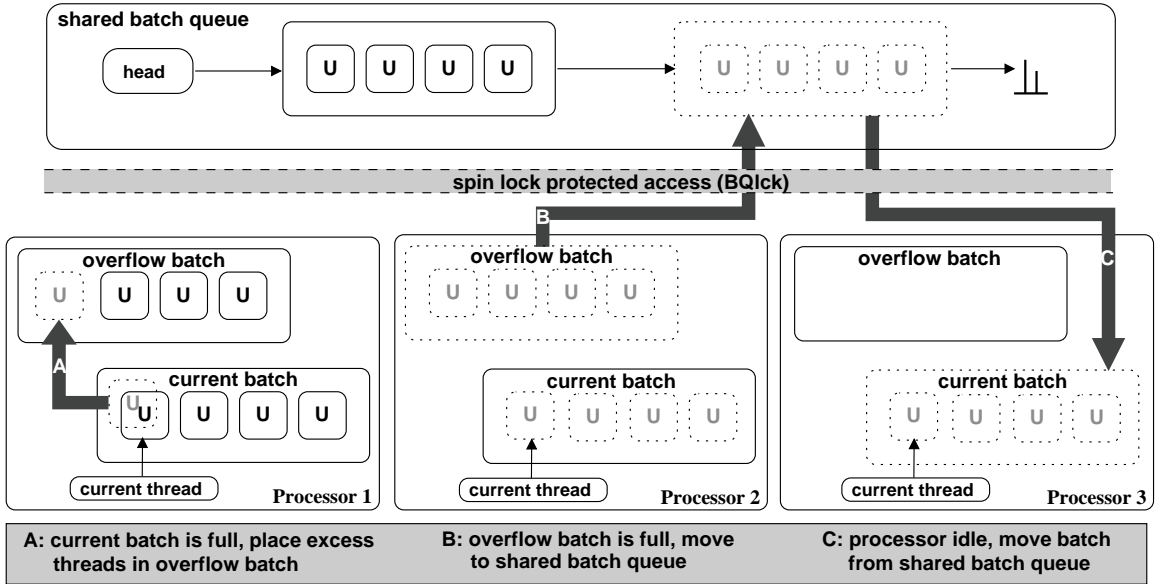 shared batch queue
head
U U U U
U U U U
spin lock protected access (BQlck)
B
C
overflow batch
U U U U
A
current batch
U U U U U
current thread
Processor 1
overflow batch
U U U U
current batch
U U U U
current thread
Processor 2
overflow batch
current batch
U U U U
current thread
Processor 3
A: current batch is full, place excess
threads in overflow batch
B: overflow batch is full, move
to shared batch queue
C: processor idle, move batch
from shared batch queue